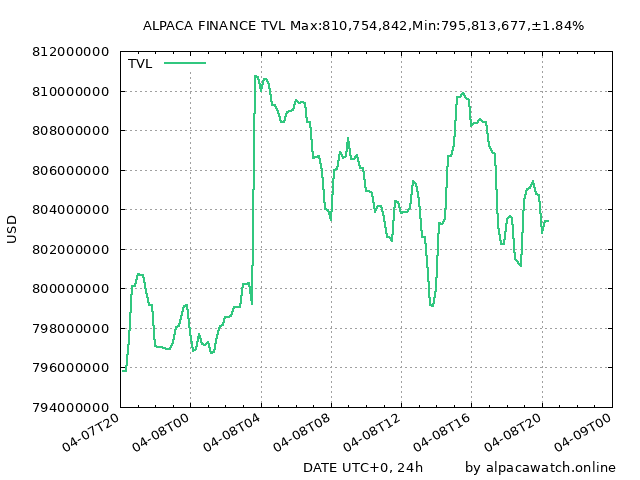 ALPACA FINANCE TVL Max:810,754,842,Min:795,813,677,±1.84%
TVL
812000000
810000000
808000000
806000000
804000000
802000000
800000000
798000000
796000000
794000000
USD
04-07T20
04-08T00
04-08T04
04-08T08
04-08T12
04-08T16
04-08T20
04-09T00
DATE UTC+0, 24h
by alpacawatch.online